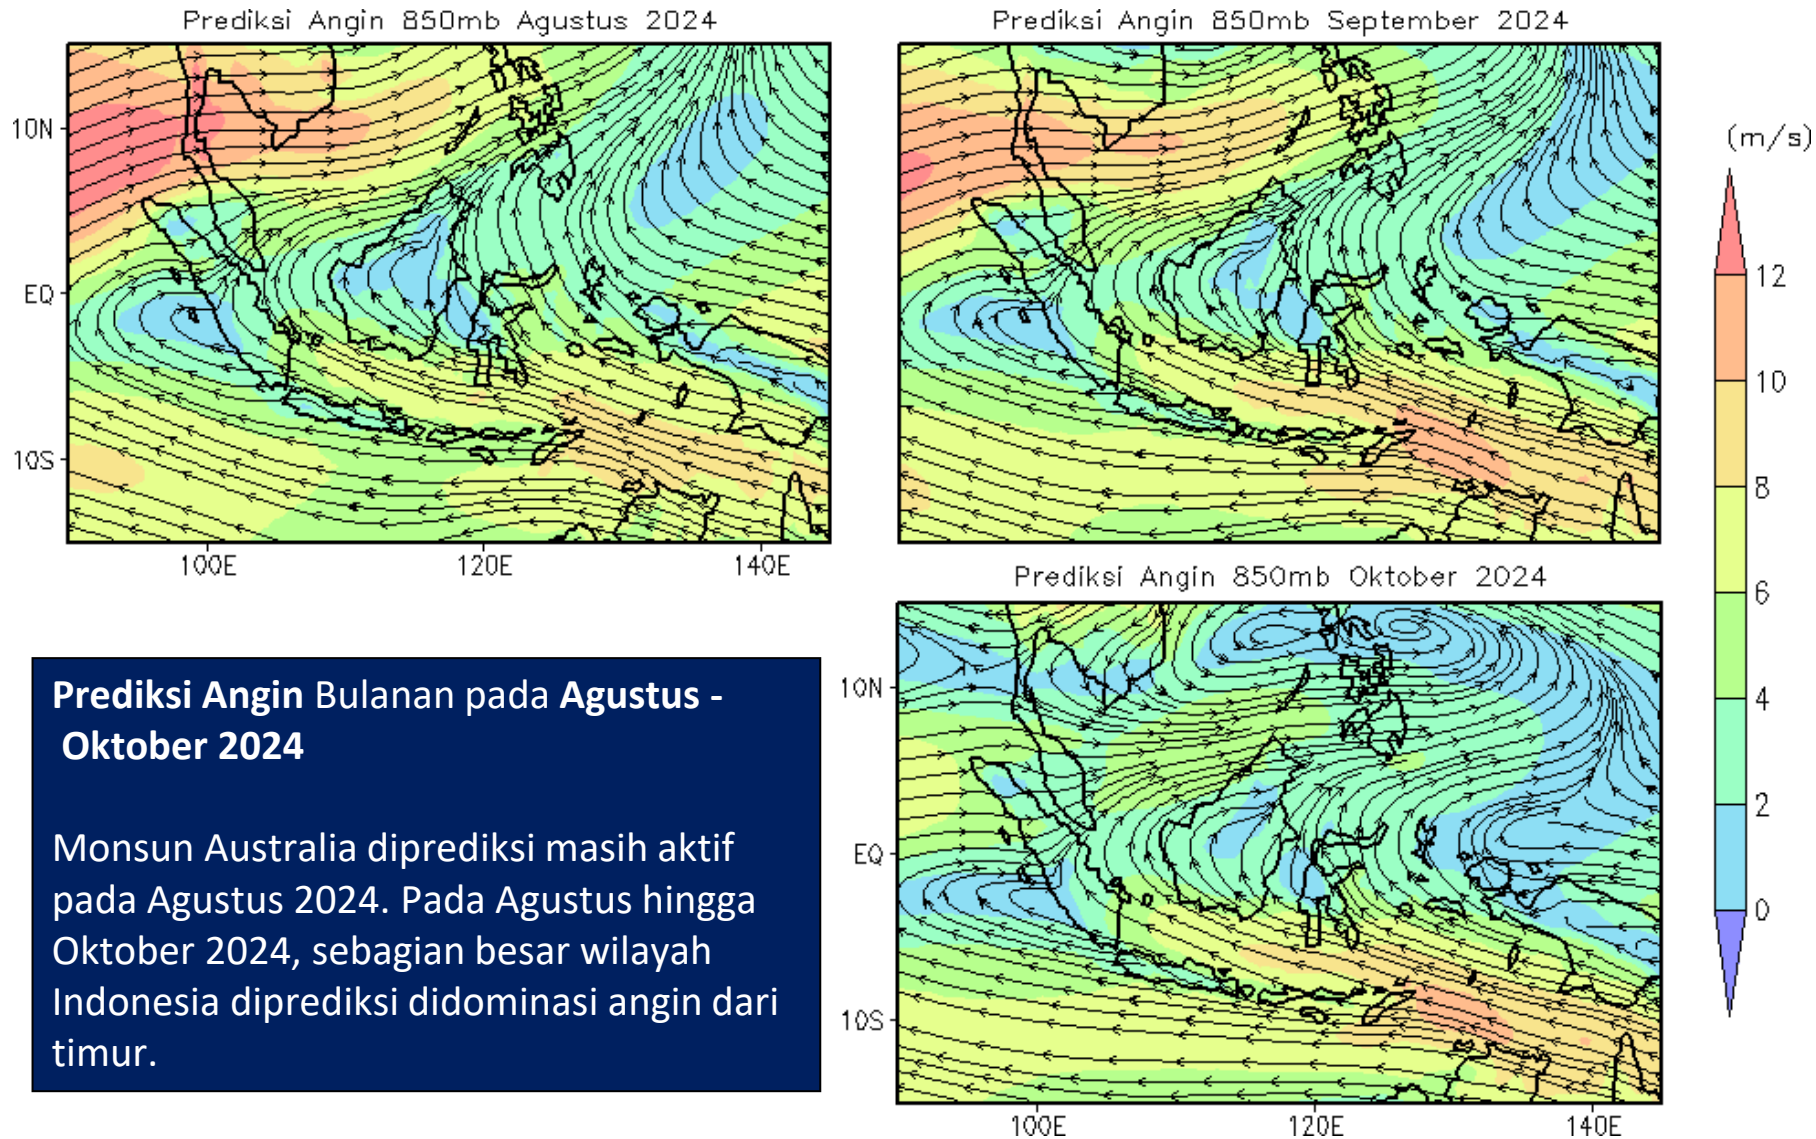 Prediksi Angin 850mb Agustus 2024
Prediksi Angin 850mb September 2024
10N
EQ
10S
100E
120E
140E
(m/s)
12
10
8
6
4
2
0
Prediksi Angin 850mb Oktober 2024
10N
EQ
10S
100E
120E
140E
Prediksi Angin Bulanan pada Agustus -
Oktober 2024
Monsun Australia diprediksi masih aktif
pada Agustus 2024. Pada Agustus hingga
Oktober 2024, sebagian besar wilayah
Indonesia diprediksi didominasi angin dari
timur.